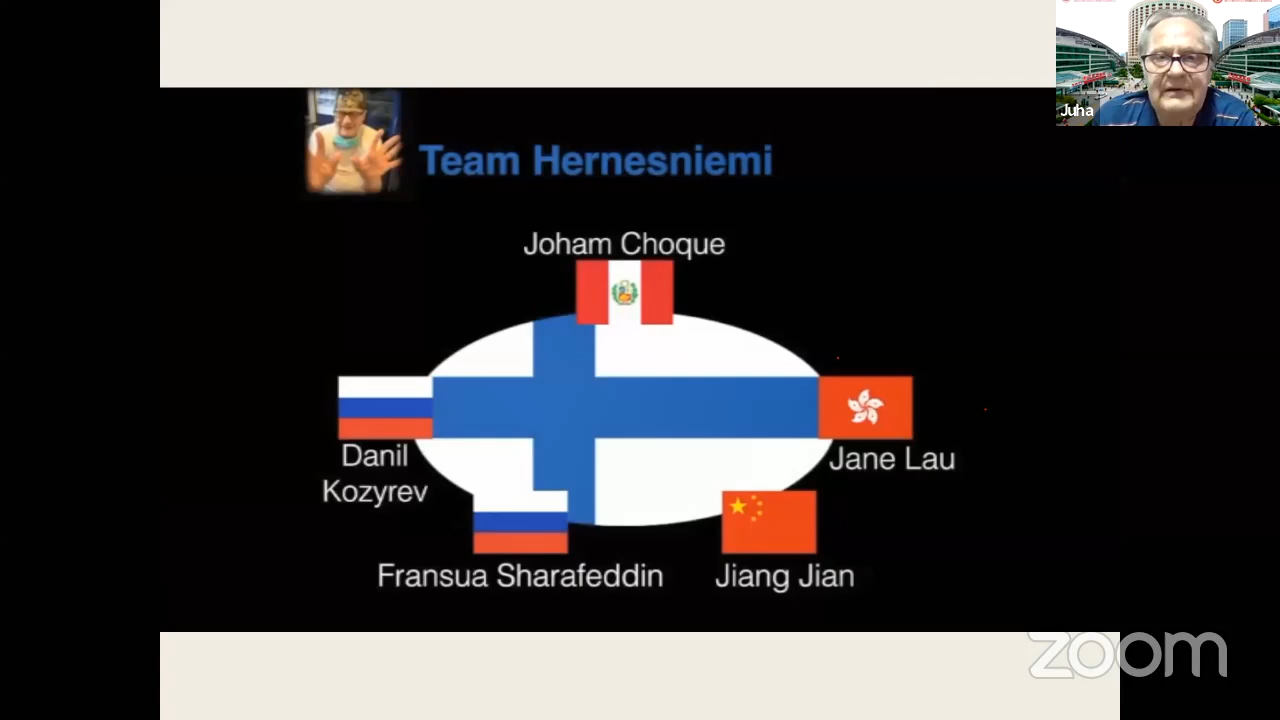 Juha
Team Hernesniemi
Joham Choque
Danil
Kozyrev
Jane Lau
Fransua Sharafeddin
Jiang Jian
zoom